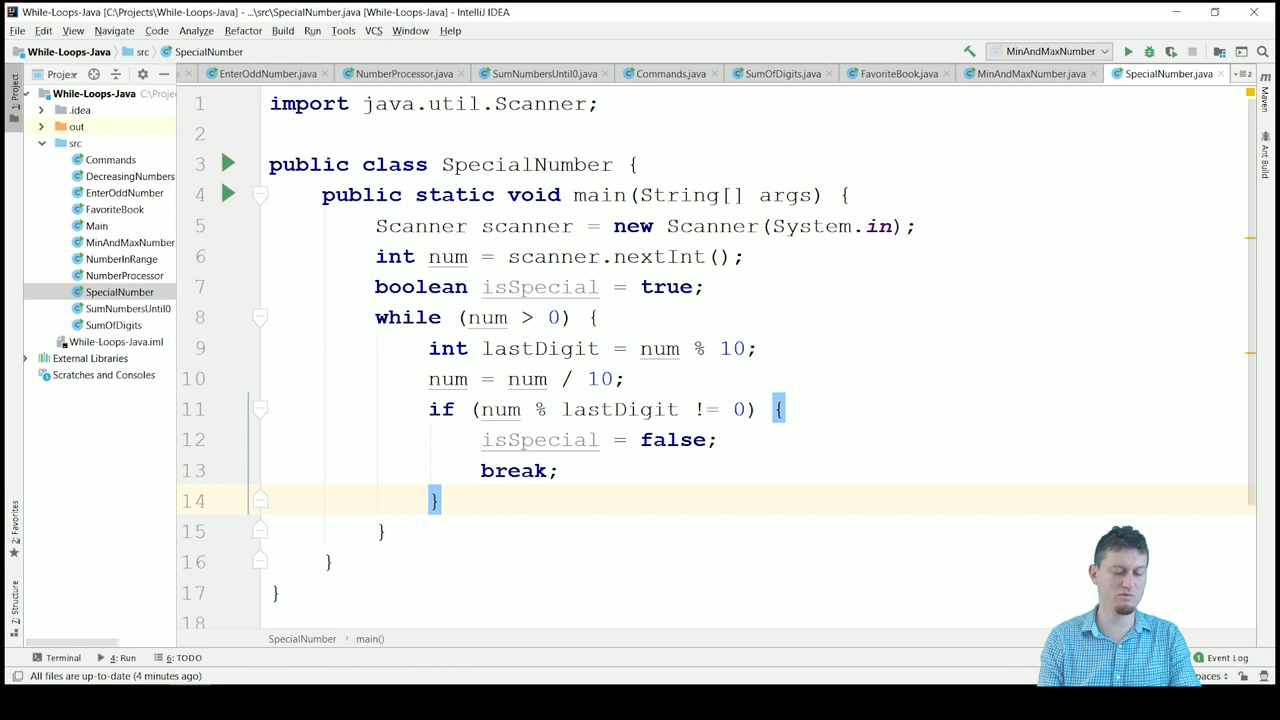 While-Loops-Java [C:\Projects\While-Loops-Java] - ...\src\SpecialNumber.java [While-Loops-Java] - IntelliJ IDEA
File Edit View Navigate Code Analyze Refactor Build Run Tools VCS Window Help
While-Loops-Java src SpecialNumber MinAndMaxNumber
Proje EnterOddNumber.java NumberProcessor.java SumNumbersUntil0.java Commands.java SumOfDigits.java FavoriteBook.java MinAndMaxNumber.java SpecialNumber.java
1: Project
While-Loops-Java C:\Proje
.idea
out
src
Commands
DecreasingNumbers
EnterOddNumber
FavoriteBook
Main
MinAndMaxNumber
NumberInRange
NumberProcessor
SpecialNumber
SumNumbersUntil0
SumOfDigits
While-Loops-Java.iml
External Libraries
Scratches and Consoles
2: Favorites
Z: Structure
1 import java.util.Scanner;
2
3 public class SpecialNumber {
4 public static void main(String[] args) {
5 Scanner scanner = new Scanner(System.in);
6 int num = scanner.nextInt();
7 boolean isSpecial = true;
8 while (num > 0) {
9 int lastDigit = num % 10;
10 num = num / 10;
11 if (num % lastDigit != 0) {
12 isSpecial = false;
13 break;
14 }
15 }
16 }
17 }
18
Maven
Ant Build
SpecialNumber main()
Terminal 4: Run 6: TODO Event Log
All files are up-to-date (4 minutes ago) paces